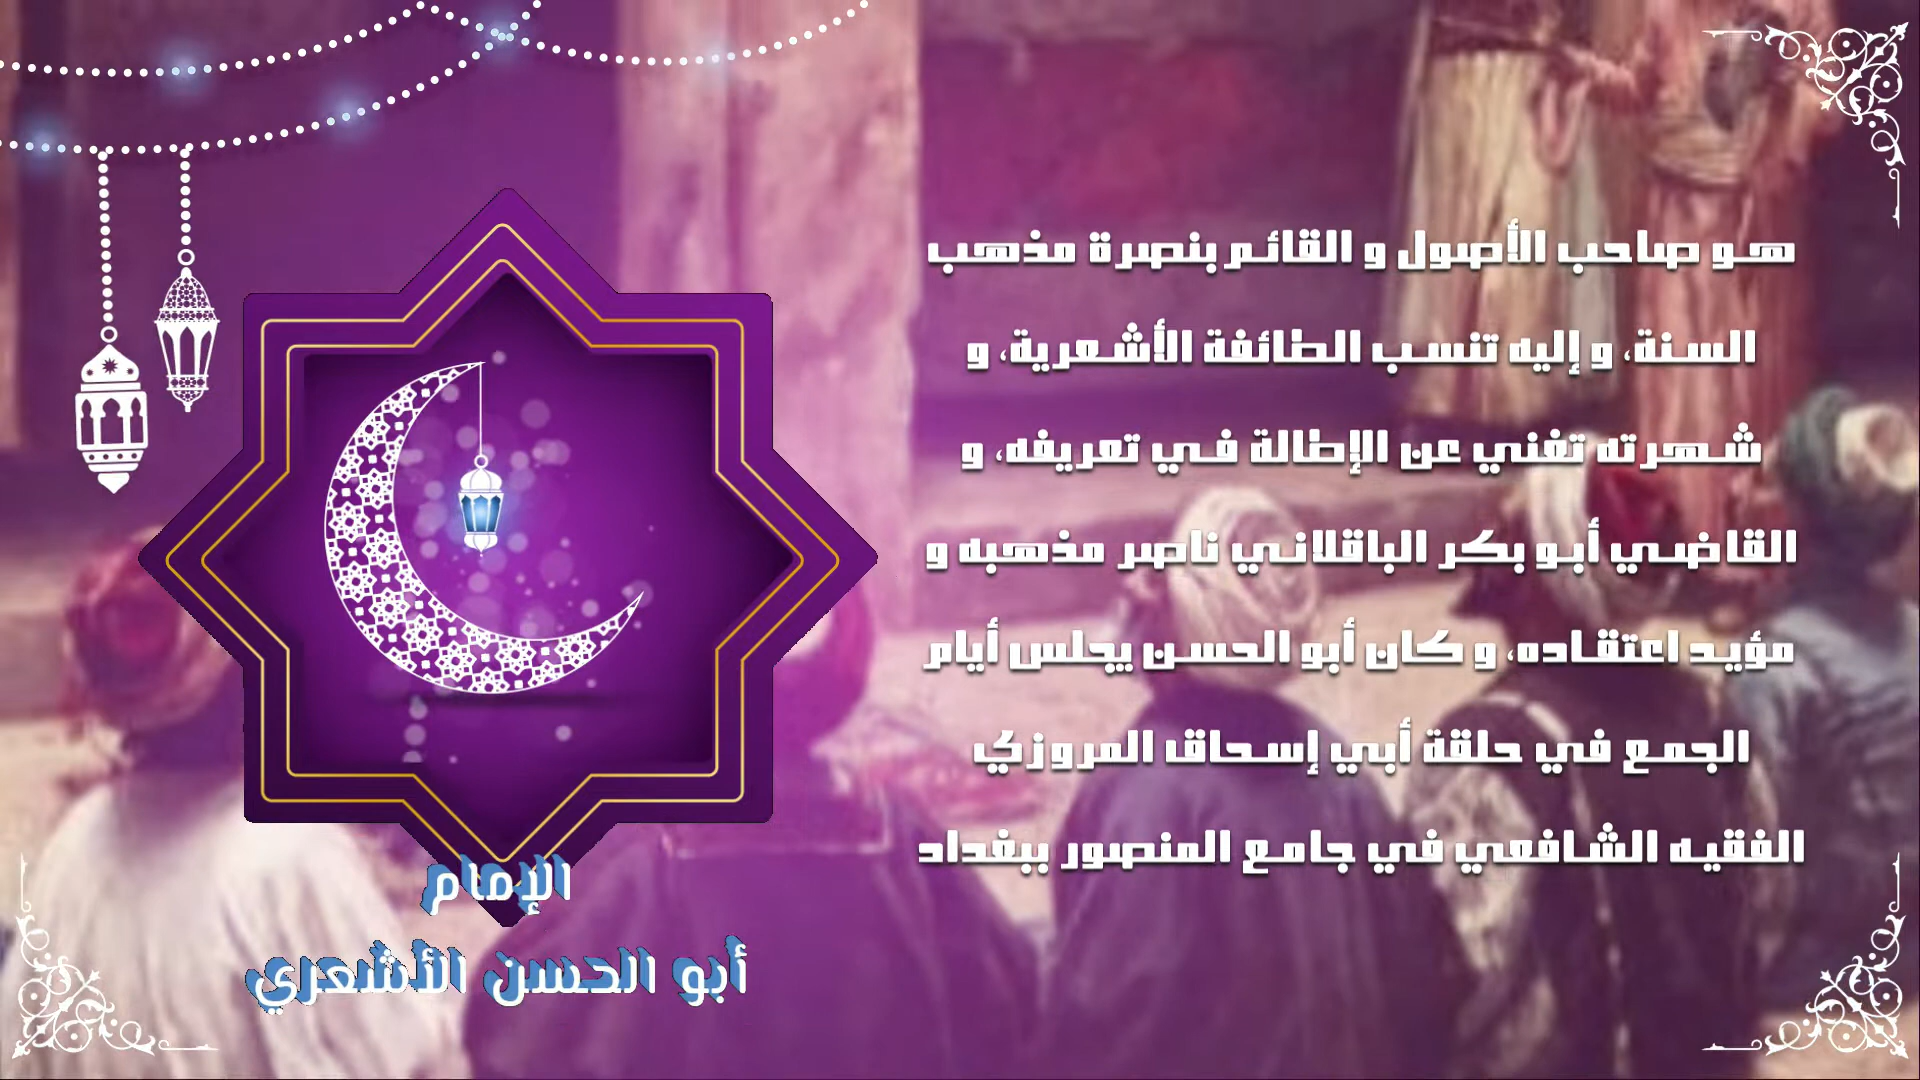 هو صاحب الأصول و القائم بنصرة مذهب
السنة، و إليه تنسب الطائفة الأشعرية، و
شهرته تغني عن الإطالة في تعريفه، و
القاضي أبو بكر الباقلاني ناصر مذهبه و
مؤيد اعتقاده، و كان أبو الحسن يجلس أيام
الجمع في حلقة أبي إسحاق المروزي
الفقيه الشافعي في جامع المنصور ببغداد
الإمام
أبو الحسن الأشعري